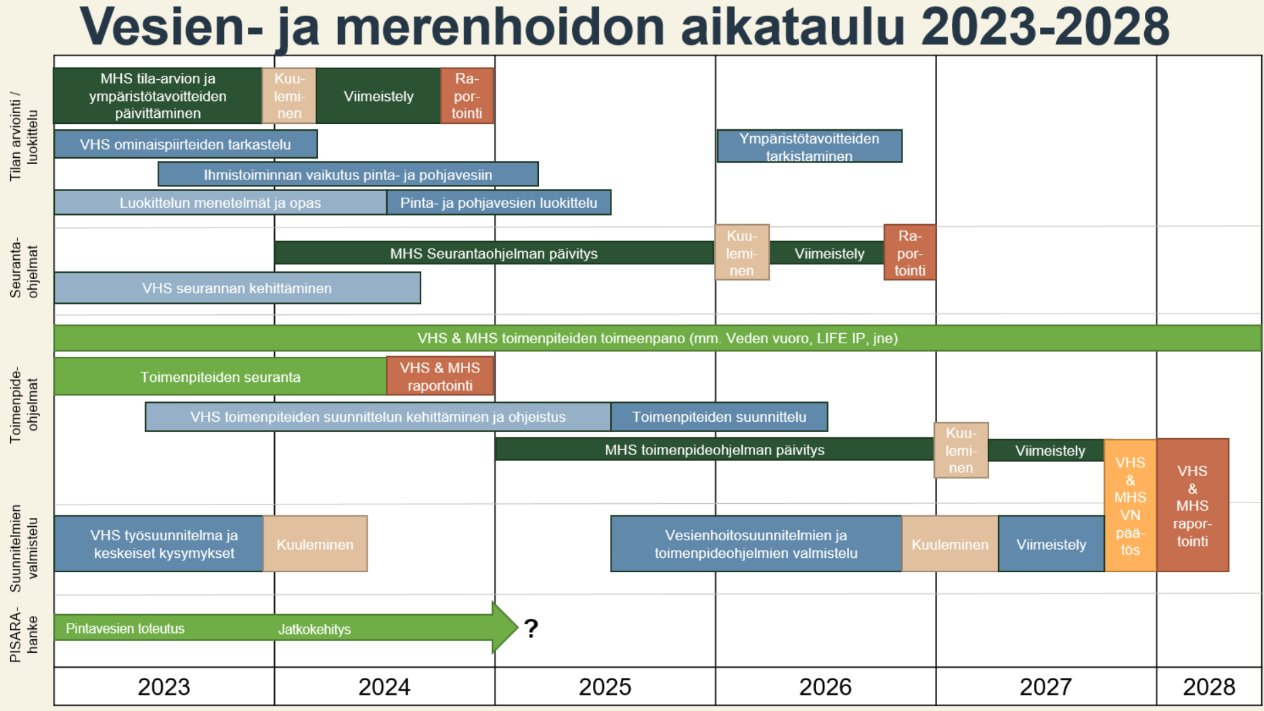 Vesien- ja merenhoidon aikataulu 2023-2028
Tilan arviointi /
luokittelu
MHS tila-arvion ja
ympäristötavoitteiden
päivittäminen
Kuu-
lemi-
nen
Viimeistely
Ra-
por-
tointi
VHS ominaispiirteiden tarkastelu
Ympäristötavoitteiden
tarkistaminen
Ihmistoiminnan vaikutus pinta- ja pohjavesiin
Luokittelun menetelmät ja opas
Pinta- ja pohjavesien luokittelu
Seuranta-
ohjelmat
MHS Seurantaohjelman päivitys
Kuu-
lemi-
nen
Viimeistely
Ra-
por-
tointi
VHS seurannan kehittäminen
Toimenpide-
ohjelmat
VHS & MHS toimenpiteiden toimeenpano (mm. Veden vuoro, LIFE IP, jne)
Toimenpiteiden seuranta
VHS & MHS
raportointi
VHS toimenpiteiden suunnittelun kehittäminen ja ohjeistus
Toimenpiteiden suunnittelu
MHS toimenpideohjelman päivitys
Kuu-
lemi-
nen
Viimeistely
VHS
&
MHS
VN
pää-
tös
VHS
&
MHS
rapor-
tointi
Suunnitelmien
valmistelu
VHS työsuunnitelma ja
keskeiset kysymykset
Kuuleminen
Vesienhoitosuunnitelmien ja
toimenpideohjelmien valmistelu
Kuuleminen
Viimeistely
PISARA-
hanke
Pintavesien toteutus
Jatkokehitys
?
2023
2024
2025
2026
2027
2028